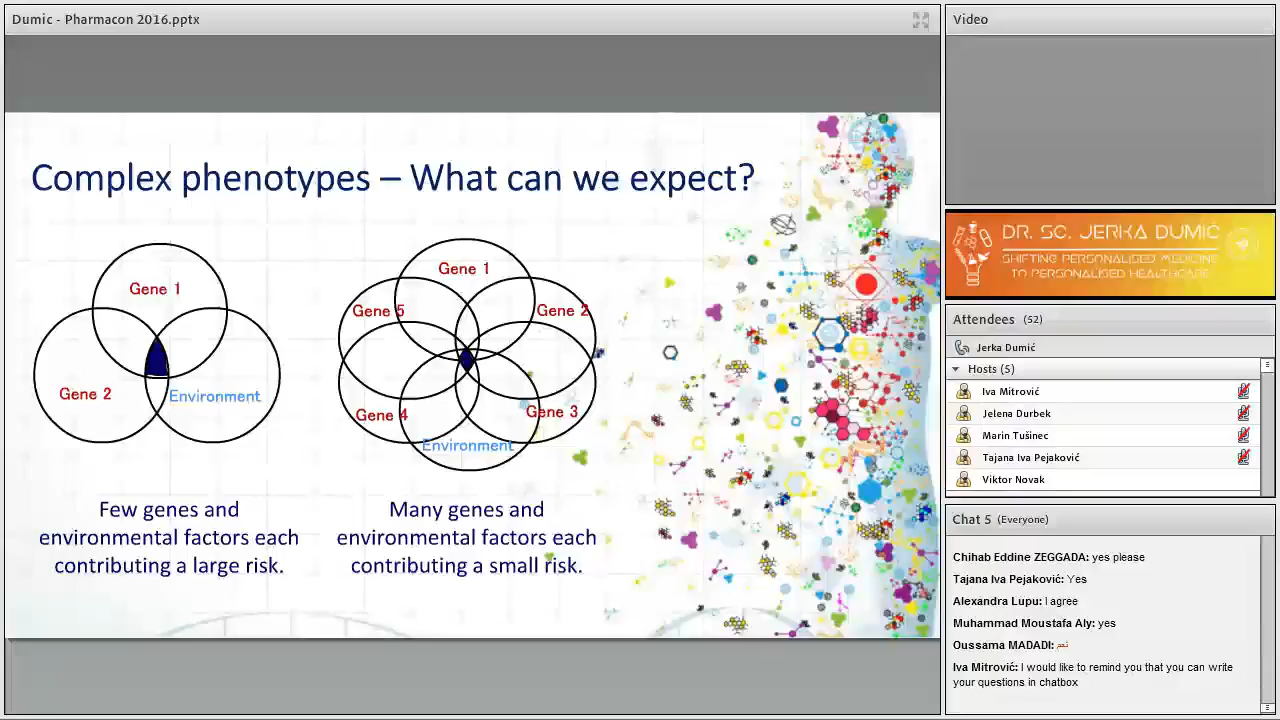 Dumic - Pharmacon 2016.pptx
Complex phenotypes – What can we expect?
Gene 1
Gene 2
Environment
Few genes and
environmental factors each
contributing a large risk.
Gene 1
Gene 5
Gene 2
Gene 4
Gene 3
Environment
Many genes and
environmental factors each
contributing a small risk.
Video
DR. SC. JERKA DUMIĆ
SHIFTING PERSONALISED MEDICINE
TO PERSONALISED HEALTHCARE
Attendees (52)
Jerka Dumić
Hosts (5)
Iva Mitrović
Jelena Durbek
Marin Tušinec
Tajana Iva Pejaković
Viktor Novak
Chat 5 (Everyone)
Chihab Eddine ZEGGADA: yes please
Tajana Iva Pejaković: Yes
Alexandra Lupu: I agree
Muhammad Moustafa Aly: yes
Oussama MADADI: نعم
Iva Mitrović: I would like to remind you that you can write
your questions in chatbox